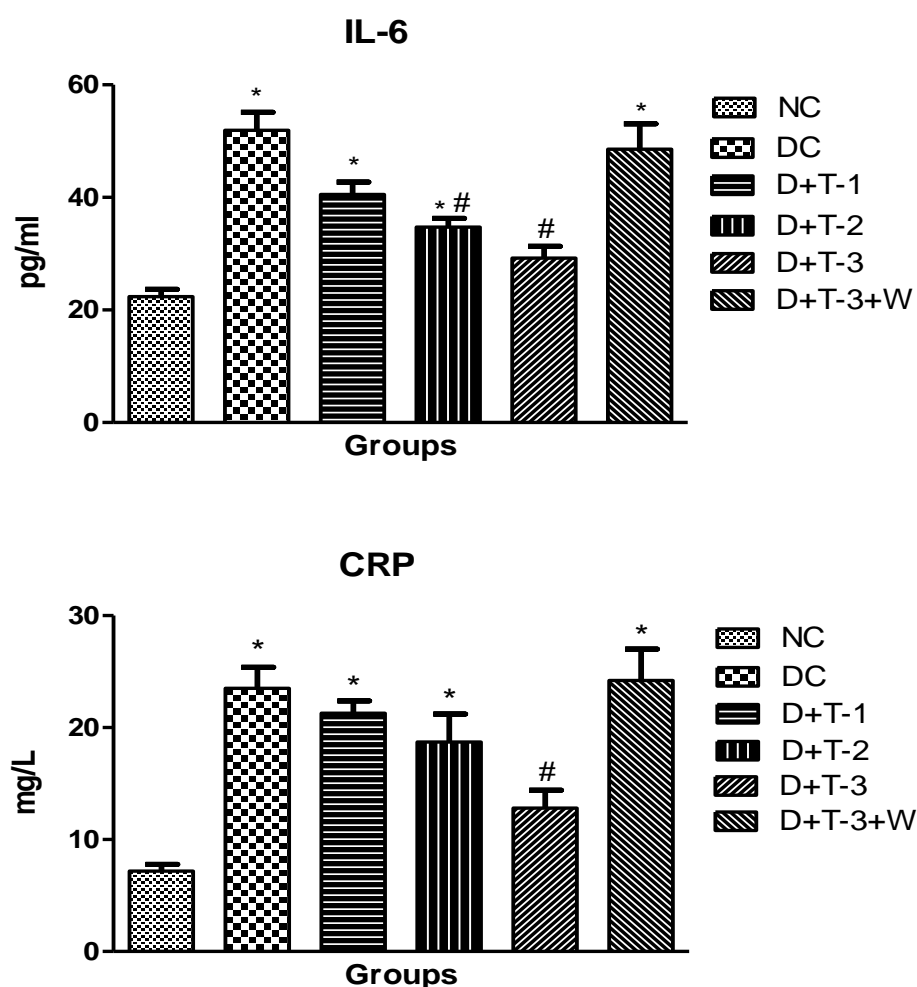 IL-6
60
40
20
0
pg/ml
*
*
* #
#
*
Groups
NC
DC
D+T-1
D+T-2
D+T-3
D+T-3+W
CRP
30
20
10
0
mg/L
*
*
*
#
*
Groups
NC
DC
D+T-1
D+T-2
D+T-3
D+T-3+W